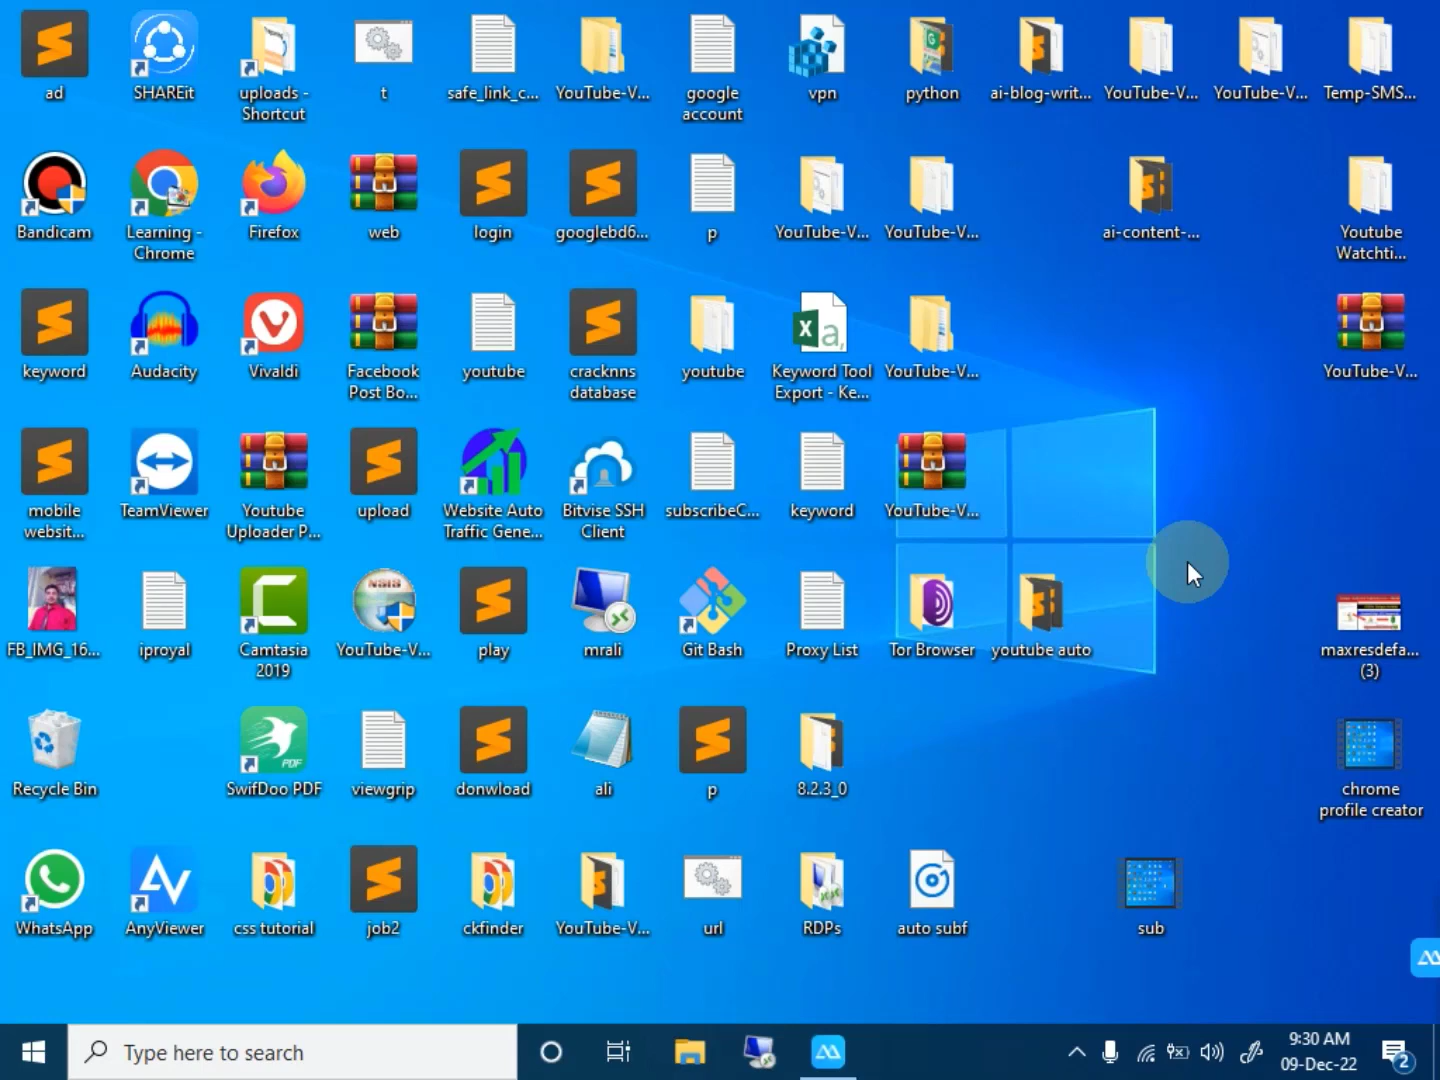 ad
SHAREit
uploads -
Shortcut
t
safe_link_c...
YouTube-V...
google
account
vpn
python
ai-blog-writ...
YouTube-V...
YouTube-V...
Temp-SMS...
Bandicam
Learning -
Chrome
Firefox
web
login
googlebd6...
p
YouTube-V...
YouTube-V...
ai-content-...
Youtube
Watchti...
keyword
Audacity
Vivaldi
Facebook
Post Bo...
youtube
cracknns
database
youtube
Keyword Tool
Export - Ke...
YouTube-V...
YouTube-V...
mobile
websit...
TeamViewer
Youtube
Uploader P...
upload
Website Auto
Traffic Gene...
Bitvise SSH
Client
subscribeC...
keyword
YouTube-V...
FB_IMG_16...
iproyal
Camtasia
2019
NSIS
YouTube-V...
play
mrali
Git Bash
Proxy List
Tor Browser
youtube auto
maxresdefa...
(3)
Recycle Bin
PDF
SwifDoo PDF
viewgrip
donwload
ali
p
8.2.3_0
chrome
profile creator
WhatsApp
AnyViewer
css tutorial
job2
ckfinder
YouTube-V...
url
RDPs
auto subf
sub
Type here to search
9:30 AM
09-Dec-22
2